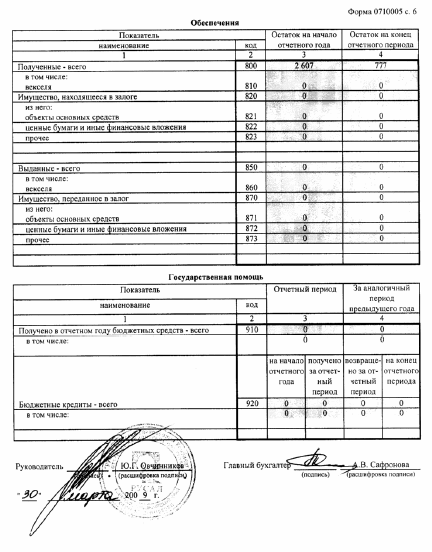 Форма 0710005 с. 6
Обеспечения
Показатель Остаток на начало отчетного года Остаток на конец отчетного периода
наименование код
1 2 3 4
Полученные - всего 800 2 607 777
в том числе:
векселя 810 0 0
Имущество, находящееся в залоге 820 0 0
из него:
объекты основных средств 821 0 0
ценные бумаги и иные финансовые вложения 822 0 0
прочее 823 0 0
Выданные - всего 850 0 0
в том числе:
векселя 860 0 0
Имущество, переданное в залог 870 0 0
из него:
объекты основных средств 871 0 0
ценные бумаги и иные финансовые вложения 872 0 0
прочее 873 0 0
Государственная помощь
Показатель Отчетный период За аналогичный период предыдущего года
наименование код
1 2 3 4
Получено в отчетном году бюджетных средств - всего 910 0 0
в том числе: 0 0
на начало отчетного года получено за отчетный период возвращено за отчетный период на конец отчетного периода
Бюджетные кредиты - всего 920 0 0 0 0
в том числе: 0 0 0 0
Руководитель Ю.Г. Овчинников Главный бухгалтер А.В. Сафронова
(подпись) (расшифровка подписи) (подпись) (расшифровка подписи)
"30" марта 2009 г.